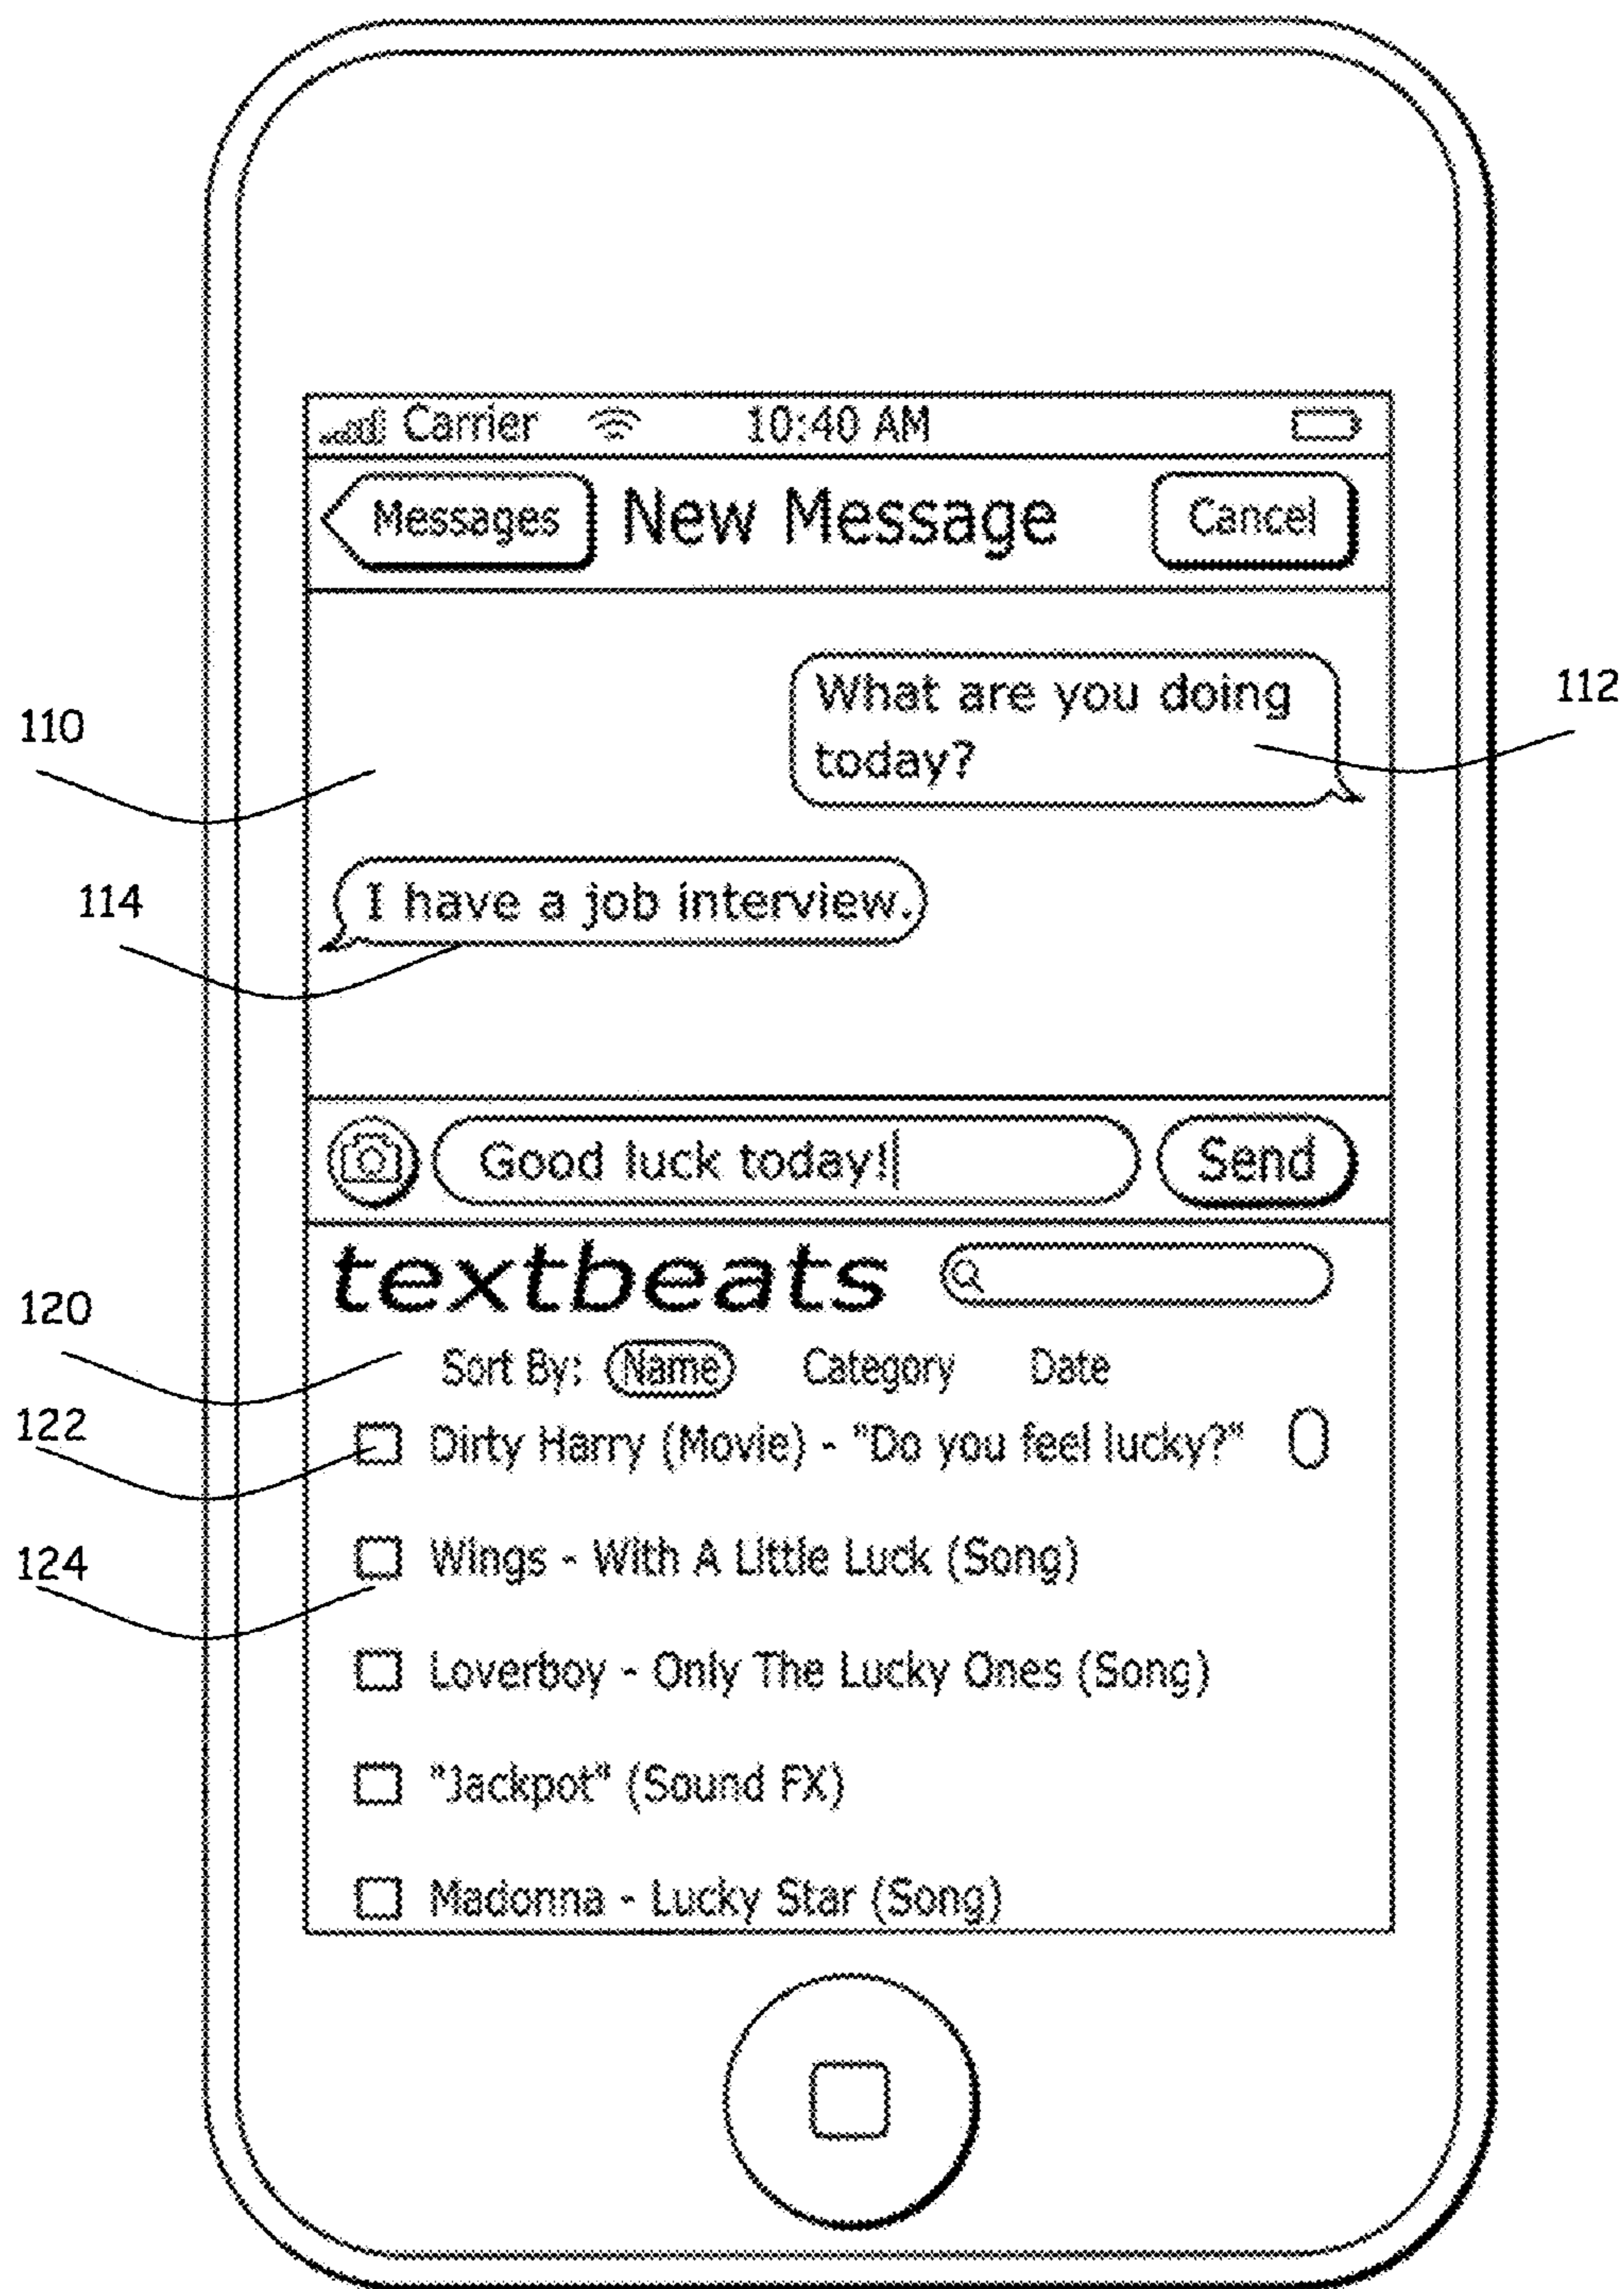 Carrier 10:40 AM
Messages New Message Cancel
What are you doing
today?
112
110
114
I have a job interview.
Good luck today! Send
textbeats
120
Sort By: Name Category Date
122
Dirty Harry (Movie) - "Do you feel lucky?"
124
Wings - With A Little Luck (Song)
Loverboy - Only The Lucky Ones (Song)
"Jackpot" (Sound FX)
Madonna - Lucky Star (Song)